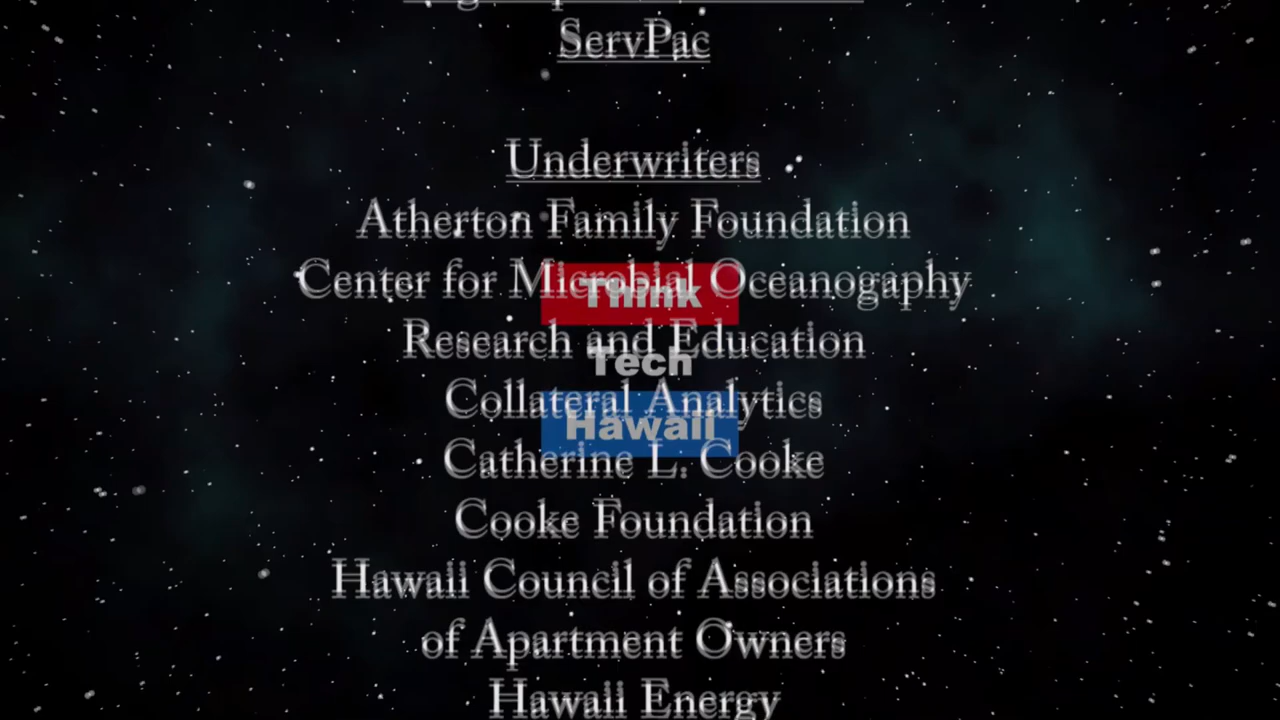 ServPac
Underwriters
Atherton Family Foundation
Center for Microbial Oceanogaphy
Think
Research and Education
Tech
Collateral Analytics
Hawaii
Catherine L. Cooke
Cooke Foundation
Hawaii Council of Associations
of Apartment Owners
Hawaii Energy